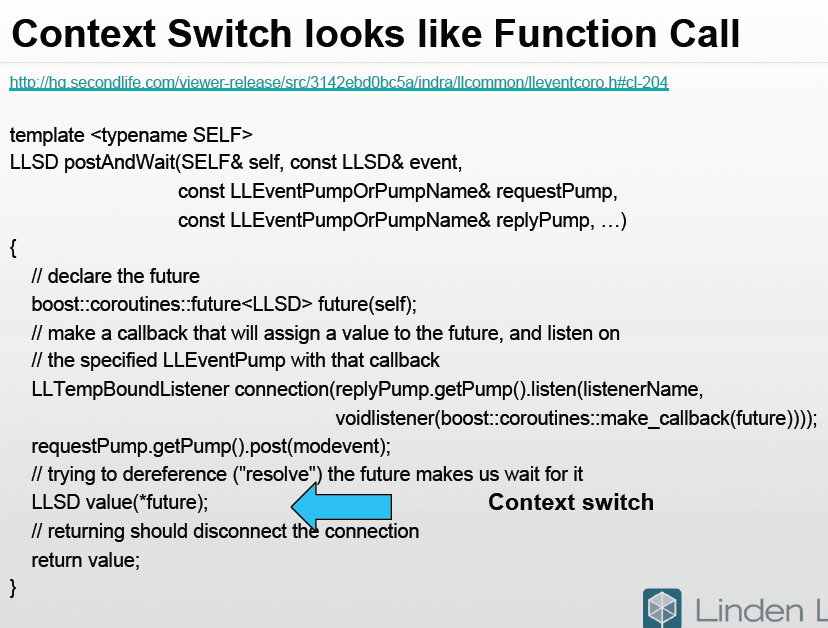 Context Switch looks like Function Call
http://hg.secondlife.com/viewer-release/src/3142ebd0bc5a/indra/llcommon/lleventcoro.h#cl-204
template <typename SELF>
LLSD postAndWait(SELF& self, const LLSD& event,
const LLEventPumpOrPumpName& requestPump,
const LLEventPumpOrPumpName& replyPump, …)
{
// declare the future
boost::coroutines::future<LLSD> future(self);
// make a callback that will assign a value to the future, and listen on
// the specified LLEventPump with that callback
LLTempBoundListener connection(replyPump.getPump().listen(listenerName,
voidlistener(boost::coroutines::make_callback(future))));
requestPump.getPump().post(modevent);
// trying to dereference ("resolve") the future makes us wait for it
LLSD value(*future);
Context switch
// returning should disconnect the connection
return value;
}
Linden L